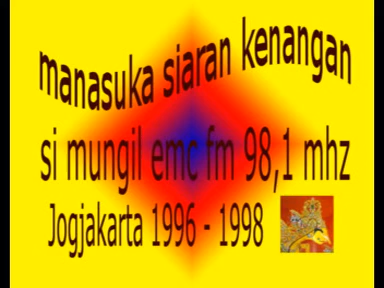 manasuka siaran kenangan
si mungil emc fm 98,1 mhz
Jogjakarta 1996 - 1998